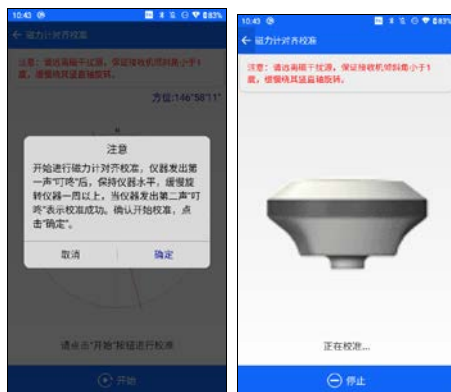 10:43
83%
← 磁力计对齐校准
注意：请远离磁干扰源，保证接收机倾斜角小于1
度，缓慢绕其竖直轴旋转。
方位:146°58'11"
N
注意
开始进行磁力计对齐校准，仪器发出第
一声“叮咚”后，保持仪器水平，缓慢旋
转仪器一周以上，当仪器发出第二声“叮
咚”表示校准成功。确认开始校准，点
击“确定”。
取消
确定
请点击“开始”按钮进行校准
开始
10:43
83%
← 磁力计对齐校准
注意：请远离磁干扰源，保证接收机倾斜角小于1
度，缓慢绕其竖直轴旋转。
正在校准...
停止